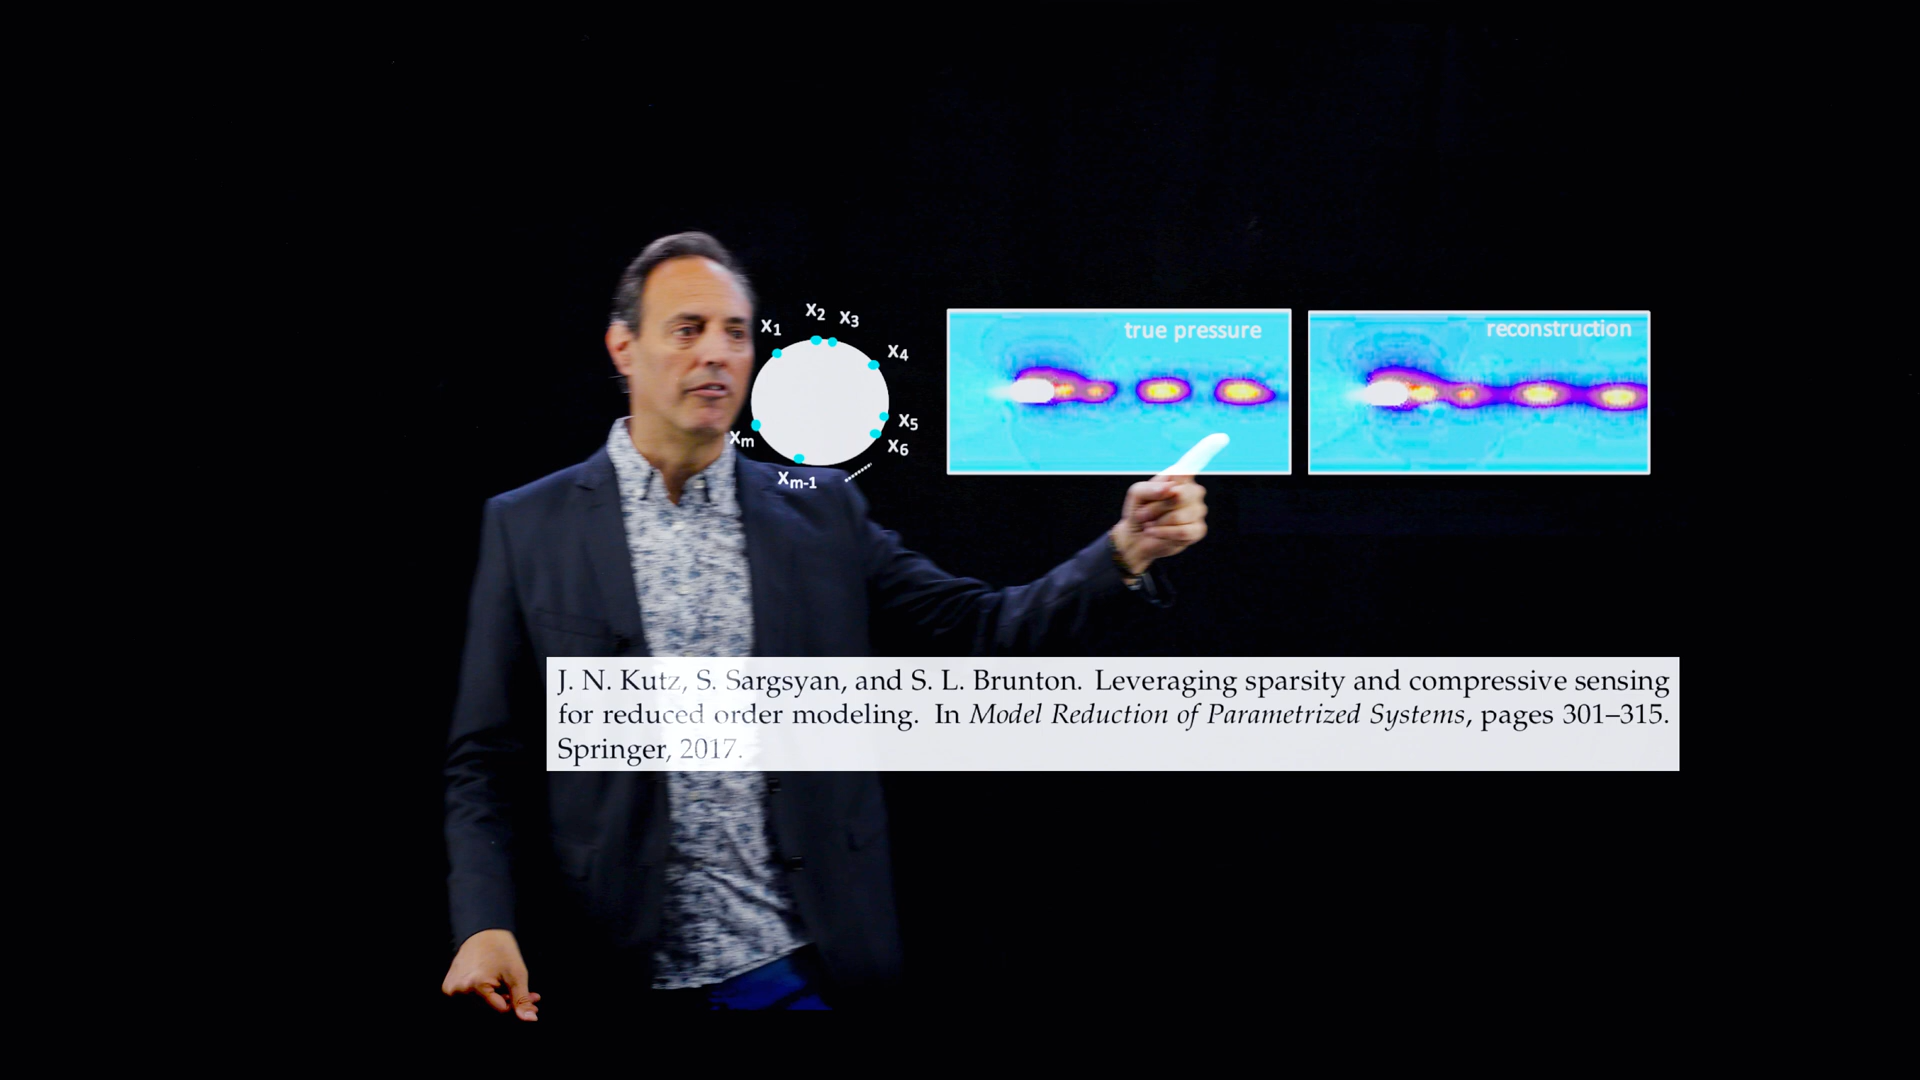 x1
x2
x3
x4
x5
x6
xm
xm-1
true pressure
reconstruction
J. N. Kutz, S. Sargsyan, and S. L. Brunton. Leveraging sparsity and compressive sensing
for reduced order modeling. In Model Reduction of Parametrized Systems, pages 301–315.
Springer, 2017.